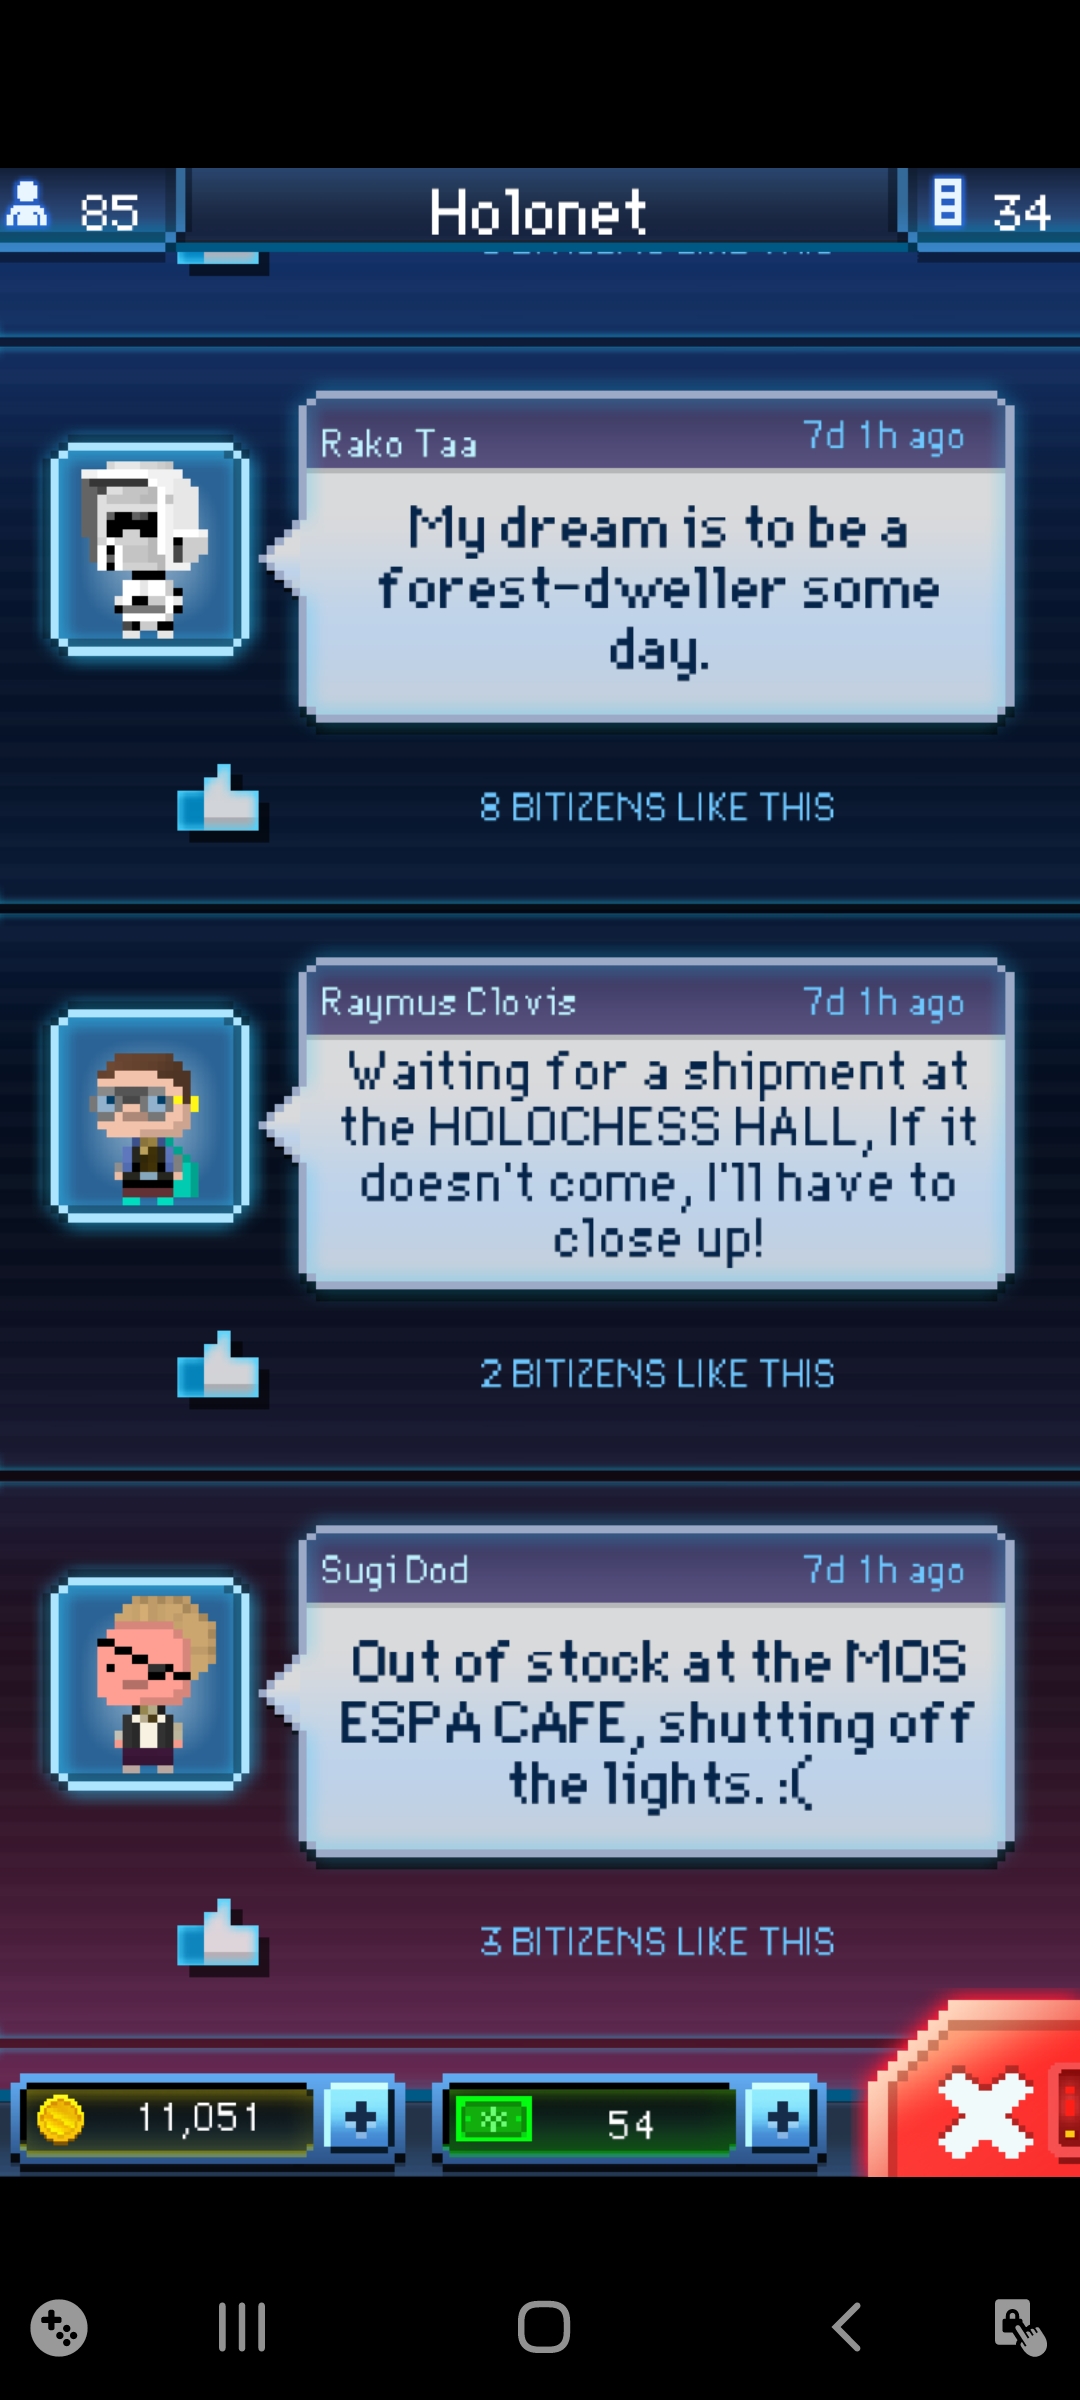 85
Holonet
34
Rako Taa
7d 1h ago
My dream is to be a
forest-dweller some
day.
8 BITIZENS LIKE THIS
Raymus Clovis
7d 1h ago
Waiting for a shipment at
the HOLOCHESS HALL, If it
doesn't come, I'll have to
close up!
2 BITIZENS LIKE THIS
Sugi Dod
7d 1h ago
Out of stock at the MOS
ESPA CAFE, shutting off
the lights. :(
3 BITIZENS LIKE THIS
11,051
54